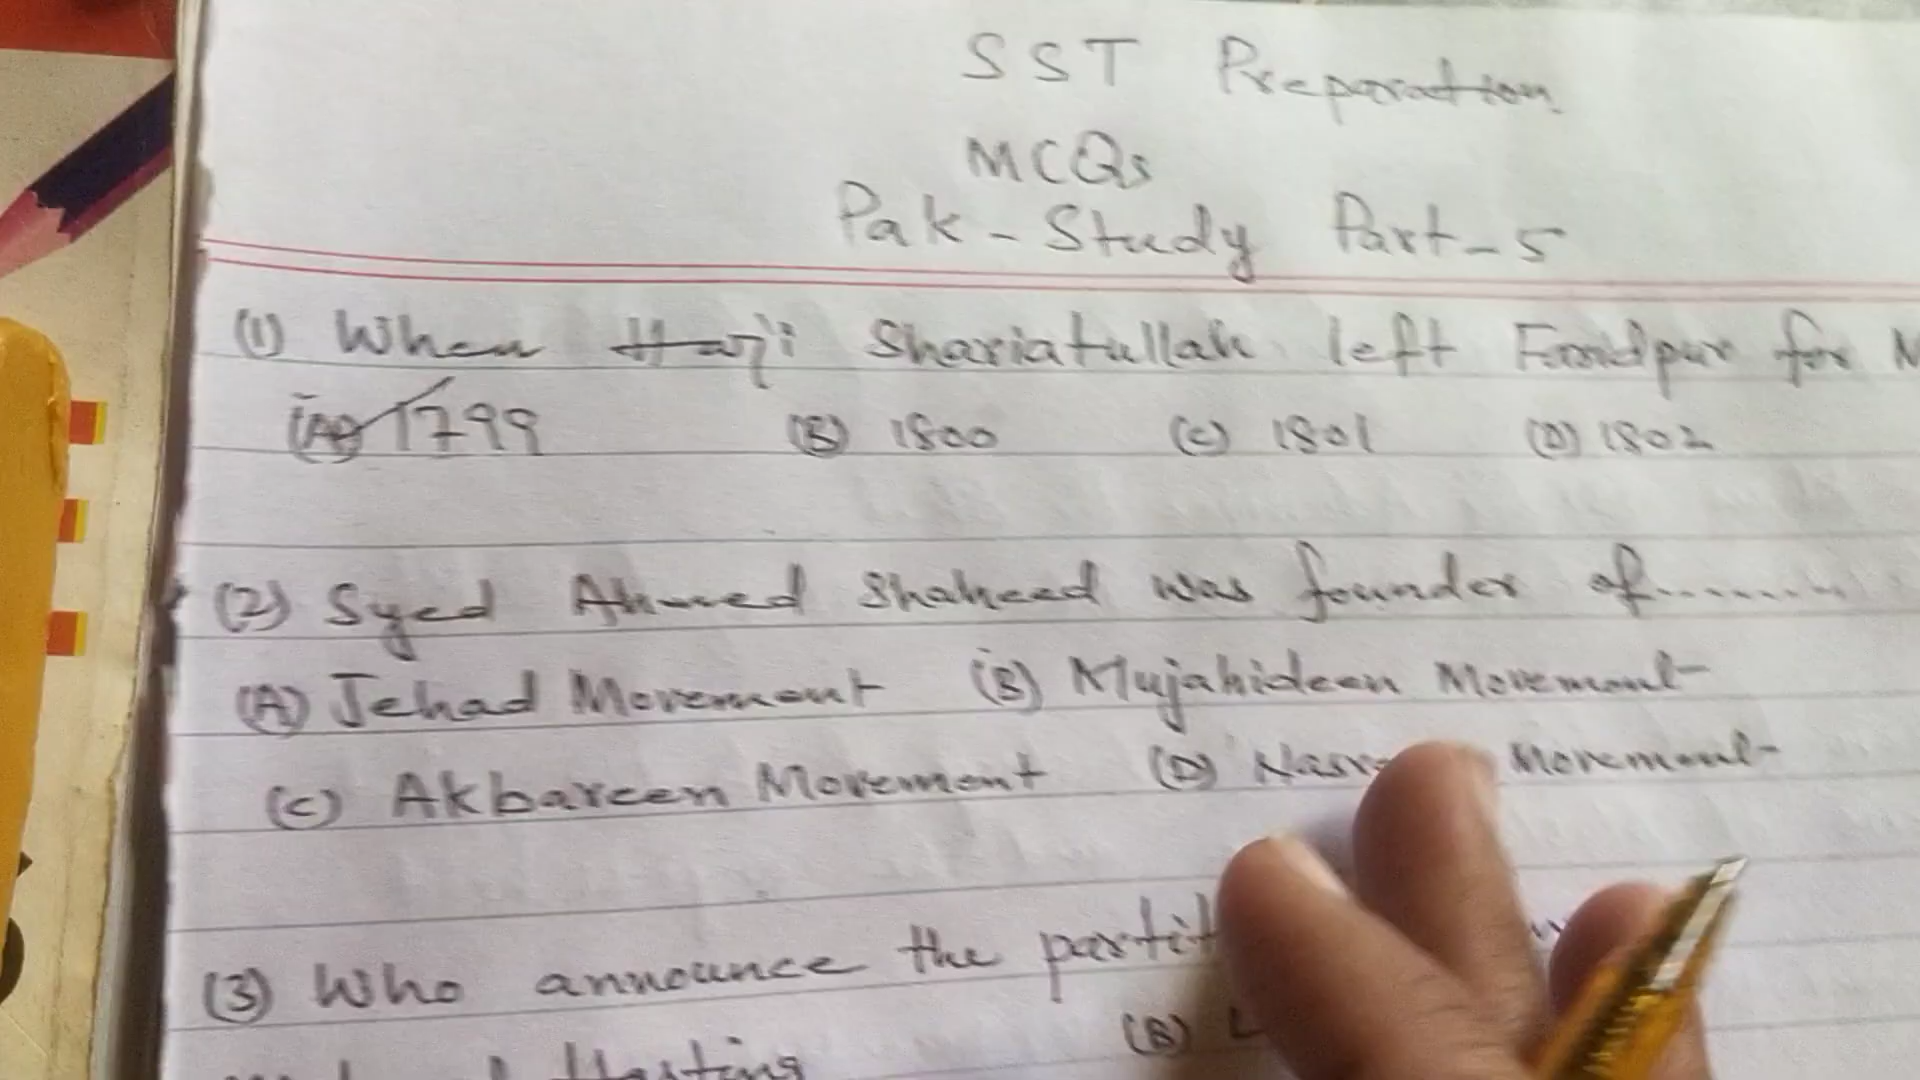 SST Preparation
MCQs
Pak-Study Part-5
(1) When Haji Shariatullah left Faridpur for M
(A) 1799 (B) 1800 (C) 1801 (D) 1802
(2) Syed Ahmed Shaheed was founder of........
(A) Jehad Movement (B) Mujahideen Movement
(C) Akbareen Movement (D) Movement
(3) Who announce the
Hasting (B)